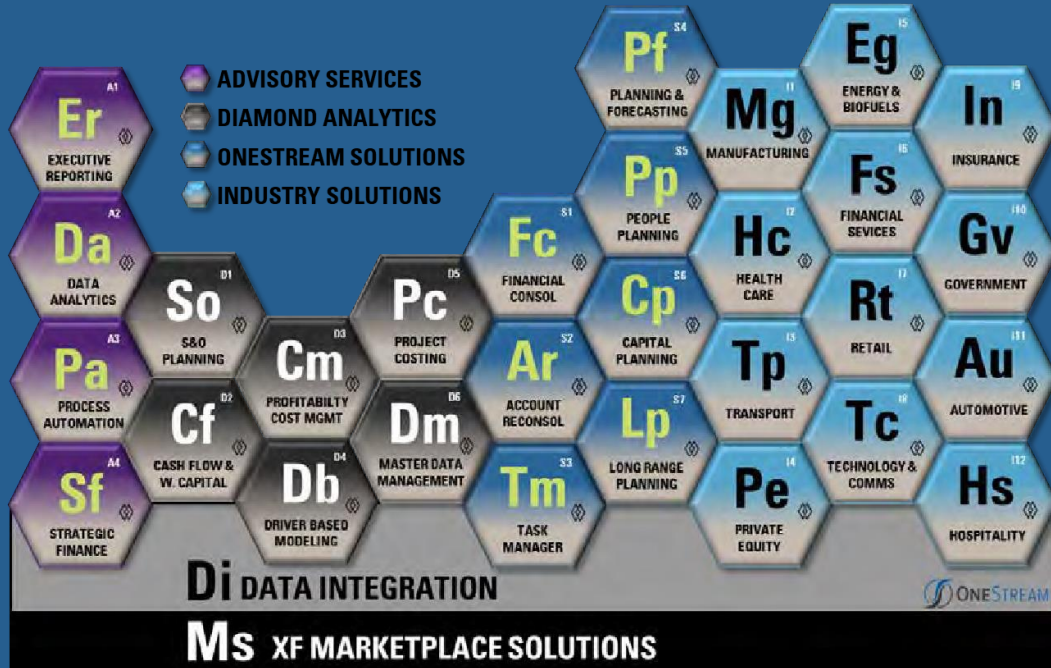 ADVISORY SERVICES
DIAMOND ANALYTICS
ONESTREAM SOLUTIONS
INDUSTRY SOLUTIONS
A1
Er
EXECUTIVE
REPORTING
A2
Da
DATA
ANALYTICS
A3
Pa
PROCESS
AUTOMATION
A4
Sf
STRATEGIC
FINANCE
D1
So
S&O
PLANNING
D2
Cf
CASH FLOW &
W. CAPITAL
D3
Cm
PROFITABILTY
COST MGMT
D4
Db
DRIVER BASED
MODELING
D5
Pc
PROJECT
COSTING
D6
Dm
MASTER DATA
MANAGEMENT
S1
Fc
FINANCIAL
CONSOL
S2
Ar
ACCOUNT
RECONSOL
S3
Tm
TASK
MANAGER
S4
Pf
PLANNING &
FORECASTING
S5
Pp
PEOPLE
PLANNING
S6
Cp
CAPITAL
PLANNING
S7
Lp
LONG RANGE
PLANNING
I1
Mg
MANUFACTURING
I2
Hc
HEALTH
CARE
I3
Tp
TRANSPORT
I4
Pe
PRIVATE
EQUITY
I5
Eg
ENERGY &
BIOFUELS
I6
Fs
FINANCIAL
SEVICES
I7
Rt
RETAIL
I8
Tc
TECHNOLOGY &
COMMS
I9
In
INSURANCE
I10
Gv
GOVERNMENT
I11
Au
AUTOMOTIVE
I12
Hs
HOSPITALITY
Di DATA INTEGRATION
ONESTREAM
Ms XF MARKETPLACE SOLUTIONS